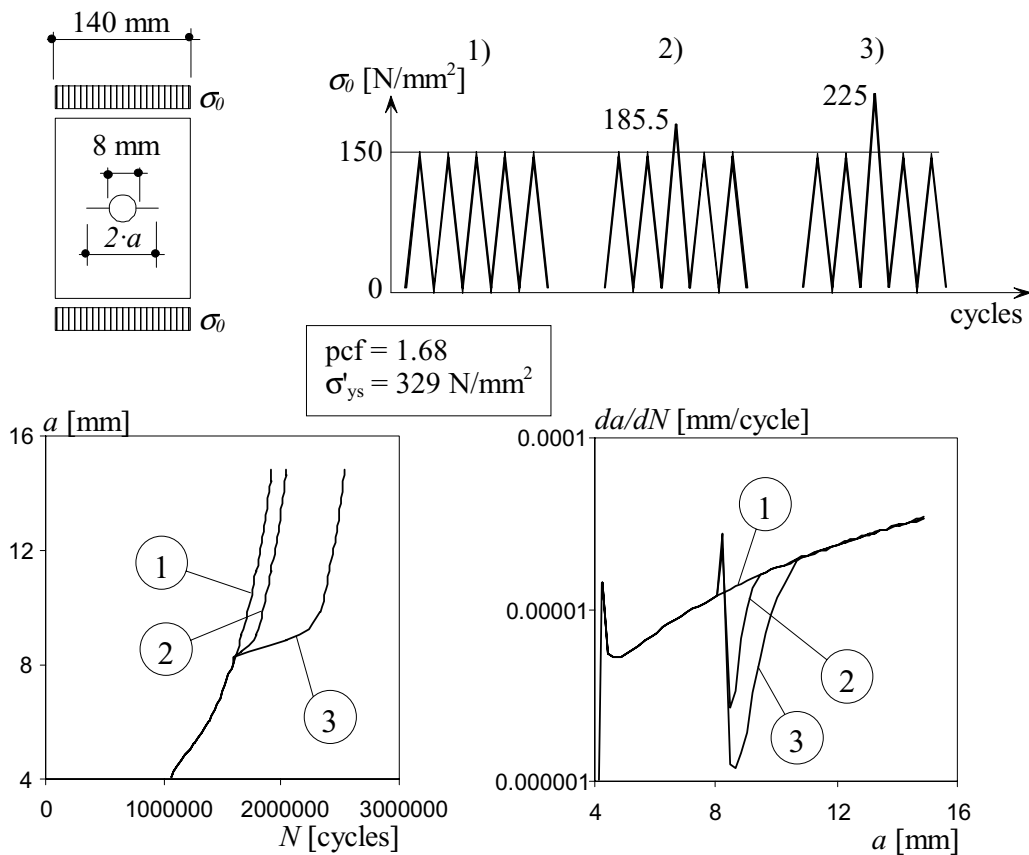 140 mm
σ0
8 mm
2·a
σ0
σ0 [N/mm²]
1)
2)
3)
185.5
225
150
0
cycles
pcf = 1.68
σ'ys = 329 N/mm²
a [mm]
16
12
8
4
0
1000000
2000000
3000000
N [cycles]
1
2
3
da/dN [mm/cycle]
0.0001
0.00001
0.000001
4
8
12
16
a [mm]
1
2
3